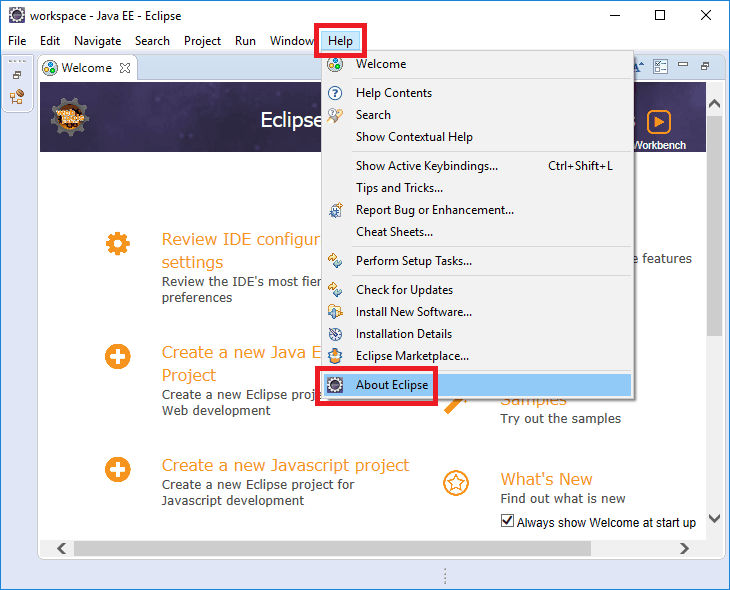 workspace - Java EE - Eclipse
File Edit Navigate Search Project Run Window Help
Welcome
Eclipse
Workbench
Welcome
Help Contents
Search
Show Contextual Help
Show Active Keybindings... Ctrl+Shift+L
Tips and Tricks...
Report Bug or Enhancement...
Cheat Sheets...
Perform Setup Tasks...
Check for Updates
Install New Software...
Installation Details
Eclipse Marketplace...
About Eclipse
Review IDE configur
settings
Review the IDE's most fier
preferences
Create a new Java E
Project
Create a new Eclipse proje
Web development
Create a new Javascript project
Create a new Eclipse project for
Javascript development
e features
Samples
Try out the samples
What's New
Find out what is new
Always show Welcome at start up